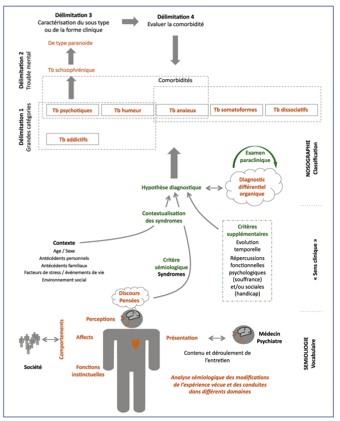 Délimitation 3
Caractérisation du sous type
ou de la forme clinique
Délimitation 4
Evaluer la comorbidité
De type paranoïde
Délimitation 2
Trouble mental
Tb schizophrénique
Comorbidités
Délimitation 1
Grandes catégories
Tb psychotiques
Tb humeur
Tb anxieux
Tb somatoformes
Tb dissociatifs
Tb addictifs
NOSOGRAPHIE
Classification
Examen
paraclinique
Diagnostic
différentiel
organique
Hypothèse diagnostique
Contextualisation
des syndromes
« Sens clinique »
Critères
supplémentaires
Evolution
temporelle
Répercussions
fonctionnelles
psychologiques
(souffrance)
et/ou sociales
(handicap)
Contexte
Age / Sexe
Antécédents personnels
Antécédents familiaux
Facteurs de stress / événements de vie
Environnement social
Critère
sémiologique
Syndromes
Discours
Pensées
Perceptions
Comportements
Affects
Fonctions
instinctuelles
Société
Présentation
Médecin
Psychiatre
Contenu et déroulement de
l'entretien
SEMIOLOGIE
Vocabulaire
Analyse sémiologique des modifications
de l'expérience vécue et des conduites
dans différents domaines